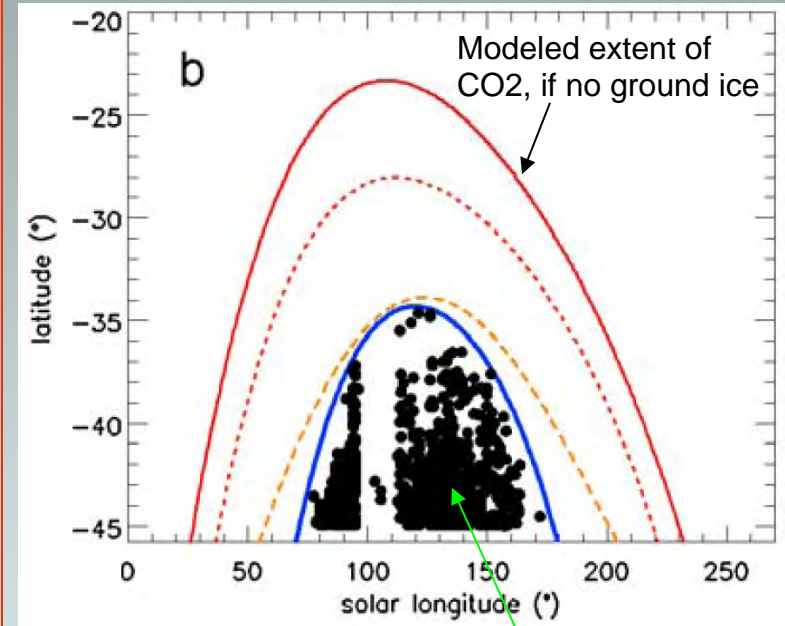 b
Modeled extent of
CO2, if no ground ice
−20
−25
−30
−35
−40
−45
latitude (°)
0 50 100 150 200 250
solar longitude (°)